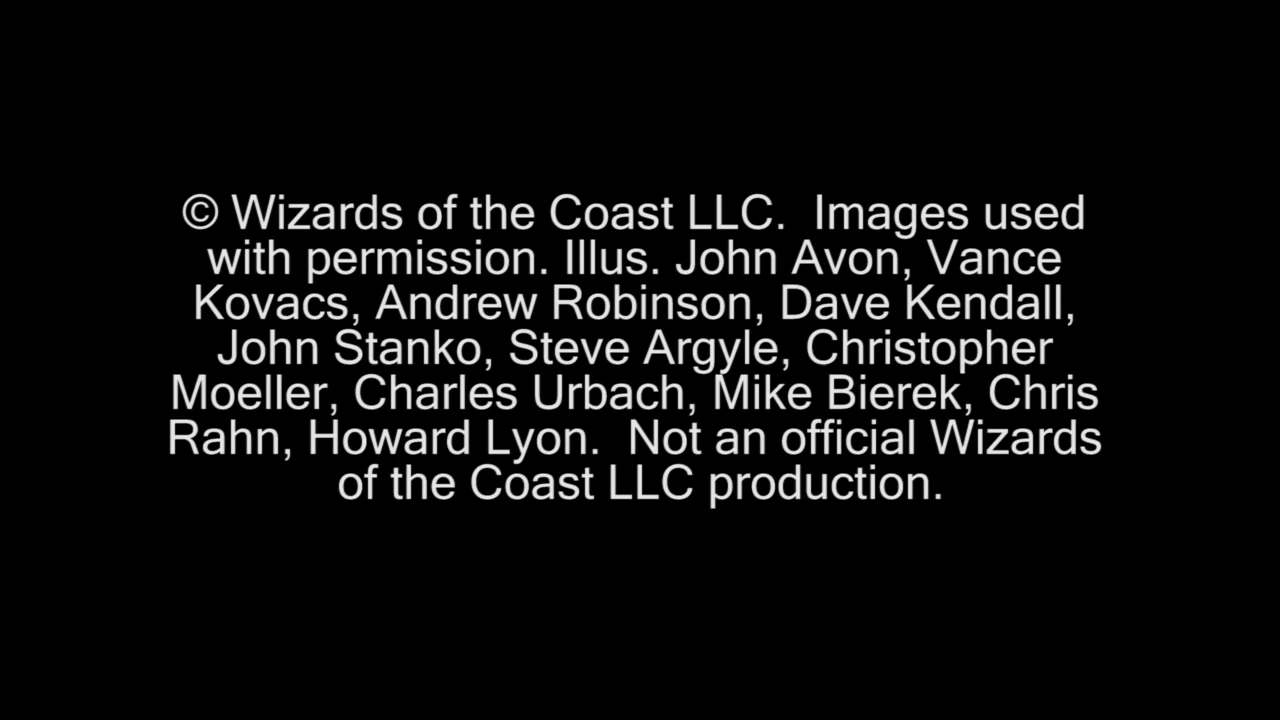 © Wizards of the Coast LLC.  Images used
with permission. Illus. John Avon, Vance
Kovacs, Andrew Robinson, Dave Kendall,
John Stanko, Steve Argyle, Christopher
Moeller, Charles Urbach, Mike Bierek, Chris
Rahn, Howard Lyon.  Not an official Wizards
of the Coast LLC production.